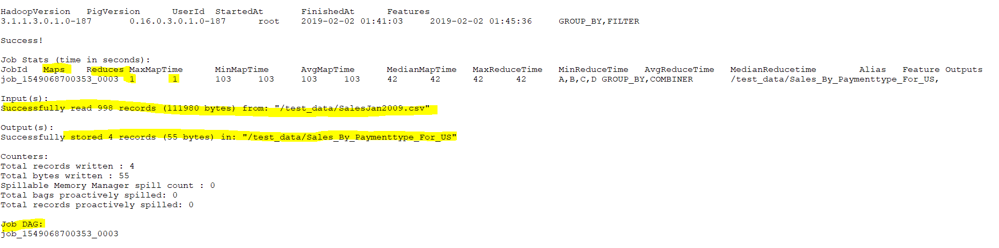 HadoopVersion PigVersion UserId StartedAt FinishedAt Features
3.1.1.3.0.1.0-187 0.16.0.3.0.1.0-187 root 2019-02-02 01:41:03 2019-02-02 01:45:36 GROUP_BY,FILTER
Success!
Job Stats (time in seconds):
JobId Maps Reduces MaxMapTime MinMapTime AvgMapTime MedianMapTime MaxReduceTime MinReduceTime AvgReduceTime MedianReducetime Alias Feature Outputs
job_1549068700353_0003 1 1 103 103 103 103 42 42 42 42 A,B,C,D GROUP_BY,COMBINER /test_data/Sales_By_Paymenttype_For_US,
Input(s):
Successfully read 998 records (111980 bytes) from: "/test_data/SalesJan2009.csv"
Output(s):
Successfully stored 4 records (55 bytes) in: "/test_data/Sales_By_Paymenttype_For_US"
Counters:
Total records written : 4
Total bytes written : 55
Spillable Memory Manager spill count : 0
Total bags proactively spilled: 0
Total records proactively spilled: 0
Job DAG:
job_1549068700353_0003